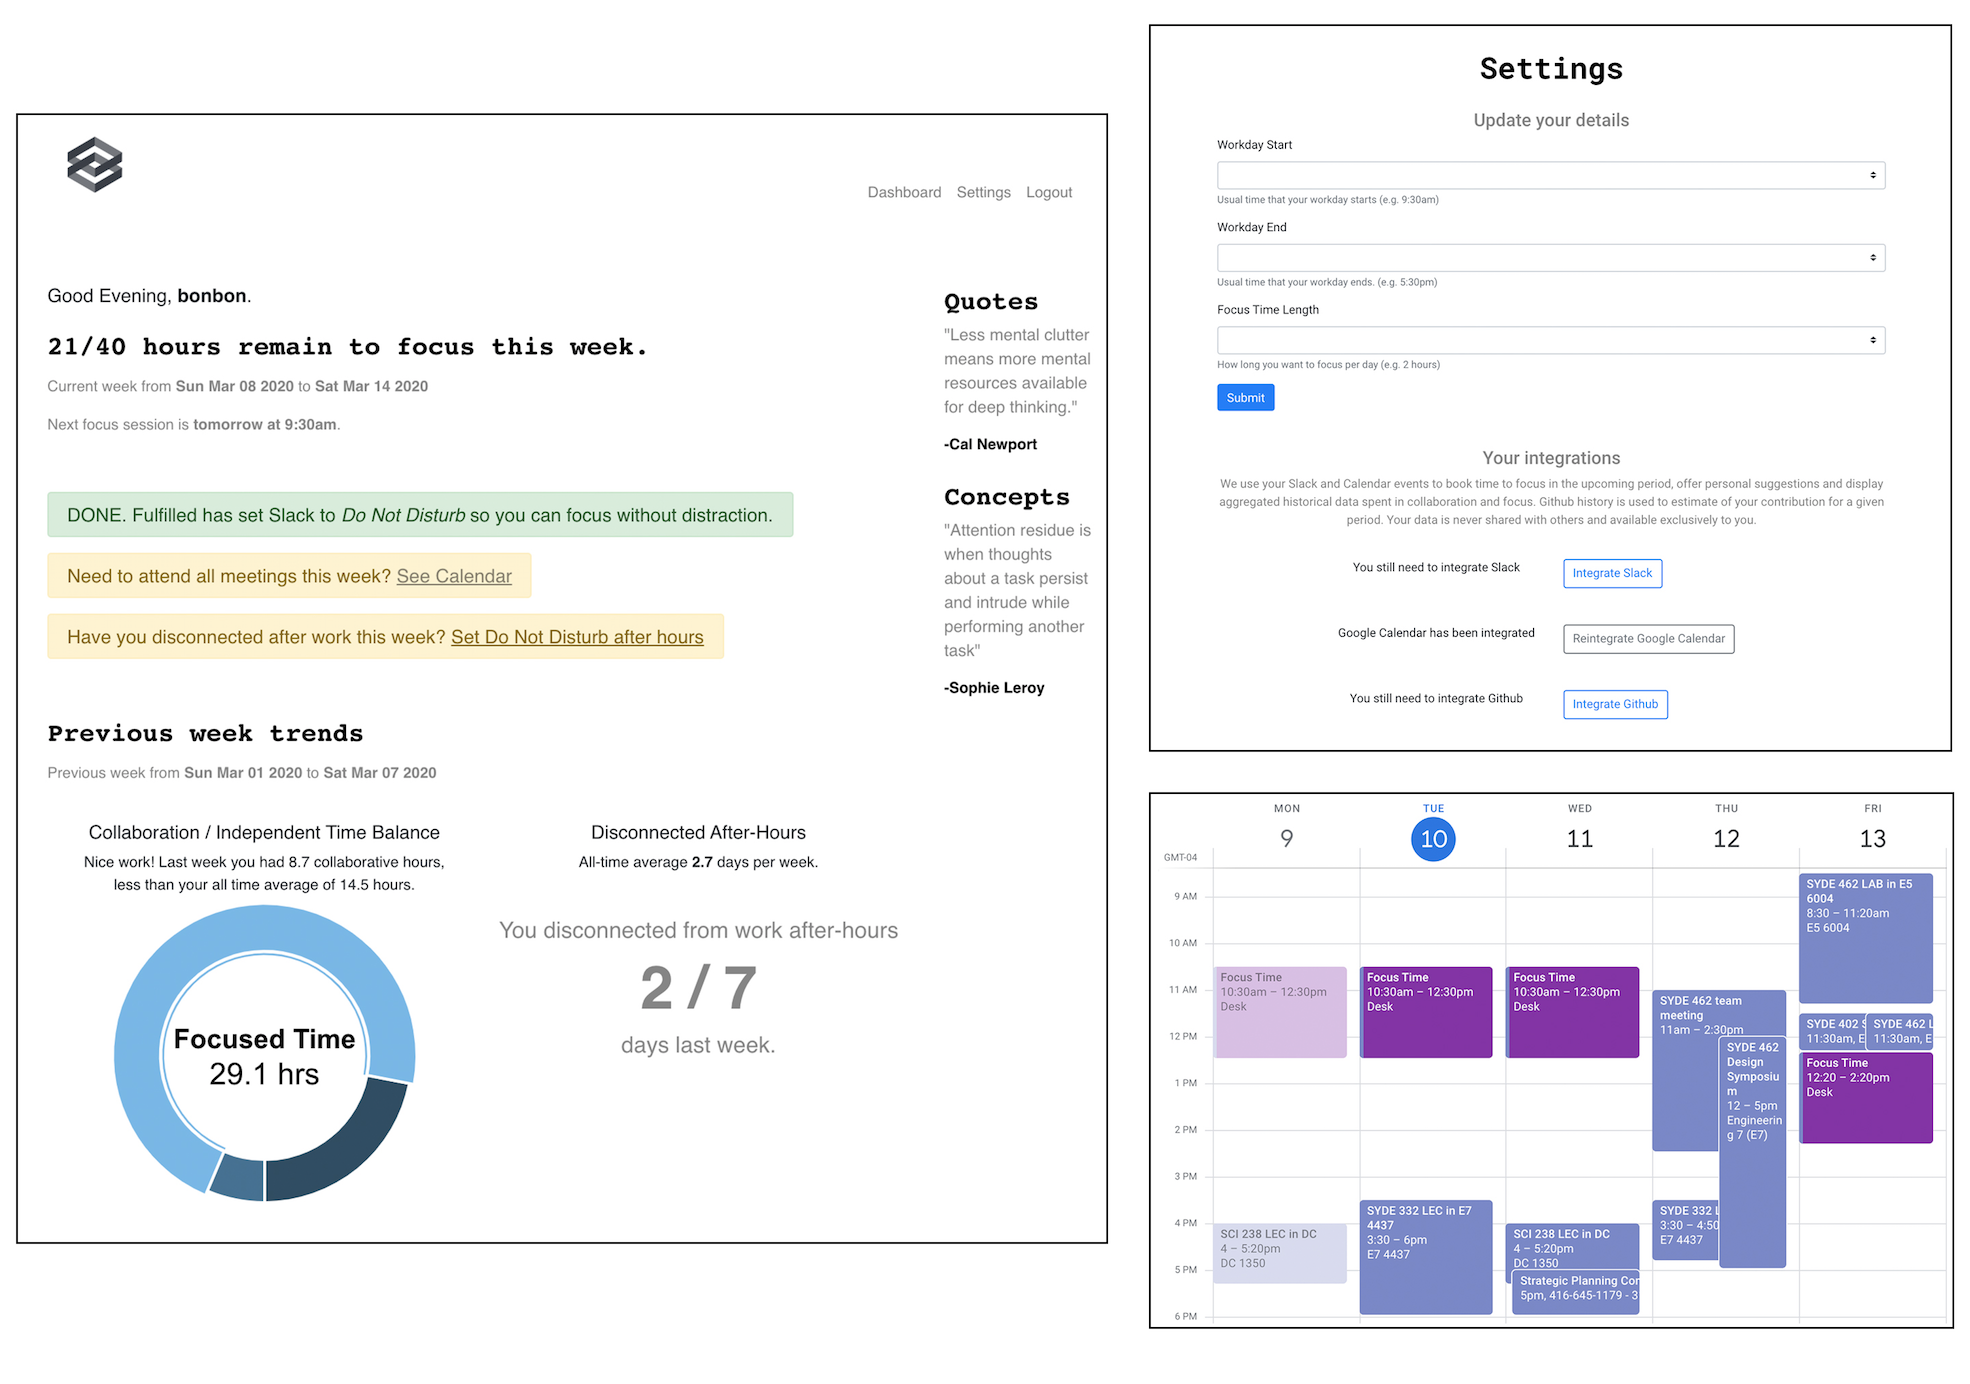 Dashboard Settings Logout
Good Evening, bonbon.
21/40 hours remain to focus this week.
Current week from Sun Mar 08 2020 to Sat Mar 14 2020
Next focus session is tomorrow at 9:30am.
DONE. Fulfilled has set Slack to Do Not Disturb so you can focus without distraction.
Need to attend all meetings this week? See Calendar
Have you disconnected after work this week? Set Do Not Disturb after hours
Quotes
"Less mental clutter
means more mental
resources available
for deep thinking."
-Cal Newport
Concepts
"Attention residue is
when thoughts
about a task persist
and intrude while
performing another
task"
-Sophie Leroy
Previous week trends
Previous week from Sun Mar 01 2020 to Sat Mar 07 2020
Collaboration / Independent Time Balance
Nice work! Last week you had 8.7 collaborative hours,
less than your all time average of 14.5 hours.
Focused Time
29.1 hrs
Disconnected After-Hours
All-time average 2.7 days per week.
You disconnected from work after-hours
2 / 7
days last week.
Settings
Update your details
Workday Start
Usual time that your workday starts (e.g. 9:30am)
Workday End
Usual time that your workday ends. (e.g. 5:30pm)
Focus Time Length
How long you want to focus per day (e.g. 2 hours)
Submit
Your integrations
We use your Slack and Calendar events to book time to focus in the upcoming period, offer personal suggestions and display
aggregated historical data spent in collaboration and focus. Github history is used to estimate of your contribution for a given
period. Your data is never shared with others and available exclusively to you.
You still need to integrate Slack Integrate Slack
Google Calendar has been integrated Reintegrate Google Calendar
You still need to integrate Github Integrate Github
MON TUE WED THU FRI
9 10 11 12 13
GMT-04
9 AM
10 AM
11 AM
12 PM
1 PM
2 PM
3 PM
4 PM
5 PM
6 PM
Focus Time
10:30am – 12:30pm
Desk
SCI 238 LEC in DC
4 – 5:20pm
DC 1350
Focus Time
10:30am – 12:30pm
Desk
SYDE 332 LEC in E7
4437
3:30 – 6pm
E7 4437
Focus Time
10:30am – 12:30pm
Desk
SCI 238 LEC in DC
4 – 5:20pm
DC 1350
Strategic Planning Cor
5pm, 416-645-1179 - 3
SYDE 462 team
meeting
11am – 2:30pm
SYDE 462
Design
Symposiu
m
12 – 5pm
Engineerin
g 7 (E7)
SYDE 332 L
3:30 – 4:50
E7 4437
SYDE 462 LAB in E5
6004
8:30 – 11:20am
E5 6004
SYDE 402 S
11:30am, E
SYDE 462 L
11:30am, E
Focus Time
12:20 – 2:20pm
Desk